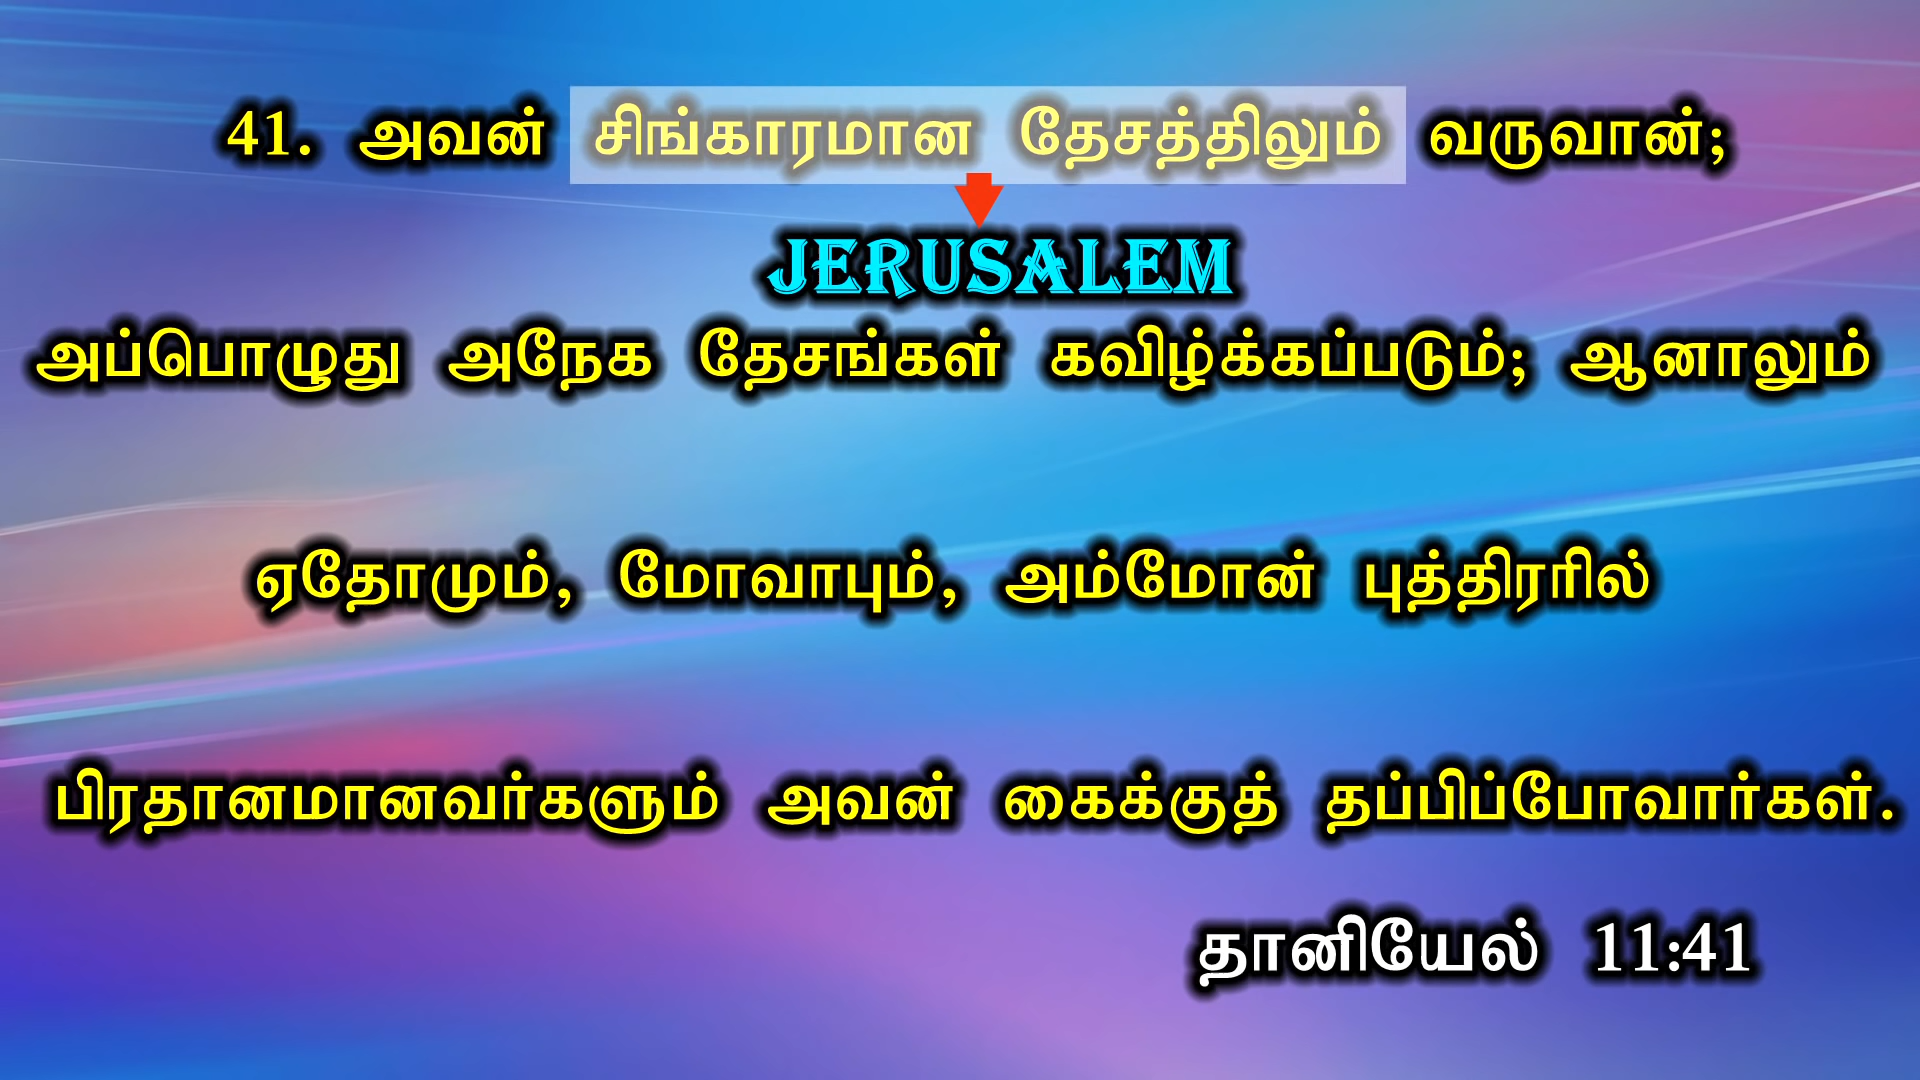 41. அவன் சிங்காரமான தேசத்திலும் வருவான்;
JERUSALEM
அப்பொழுது அநேக தேசங்கள் கவிழ்க்கப்படும்; ஆனாலும்
ஏதோமும், மோவாபும், அம்மோன் புத்திரரில்
பிரதானமானவர்களும் அவன் கைக்குத் தப்பிப்போவார்கள்.
தானியேல் 11:41